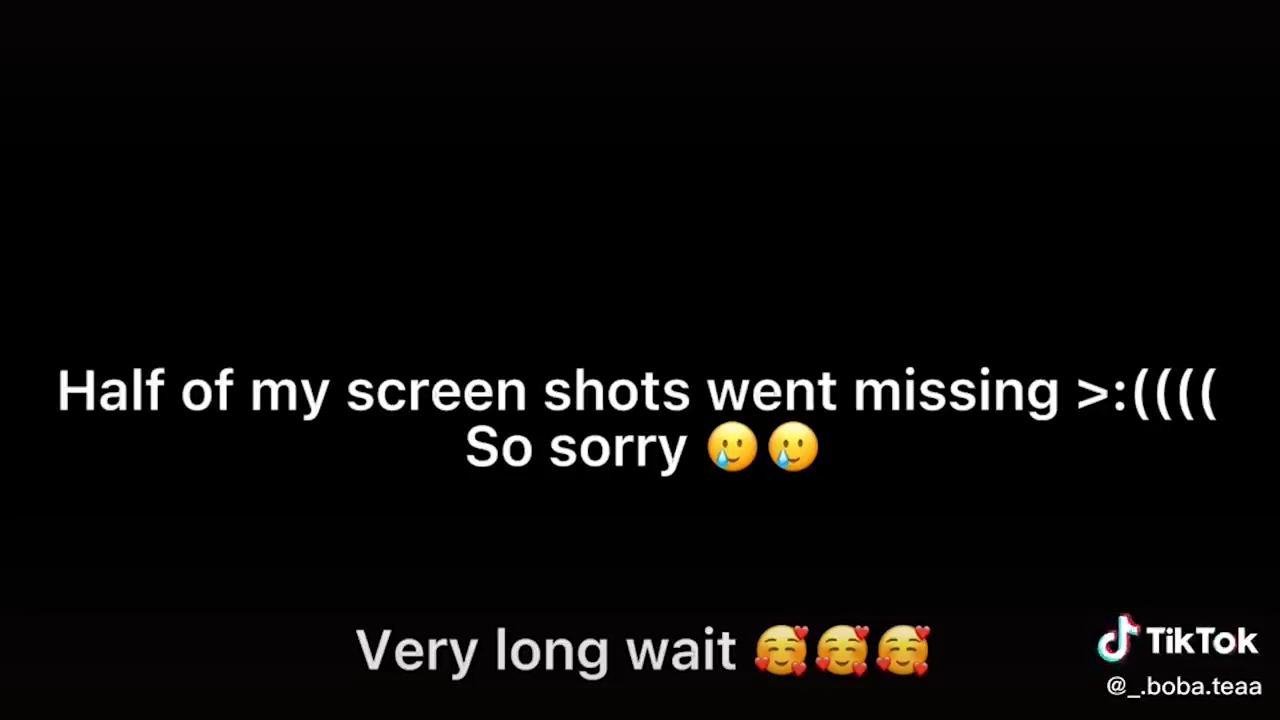 Half of my screen shots went missing >:((((
So sorry 🥲🥲
Very long wait 🥰🥰🥰
TikTok
@_.boba.teaa